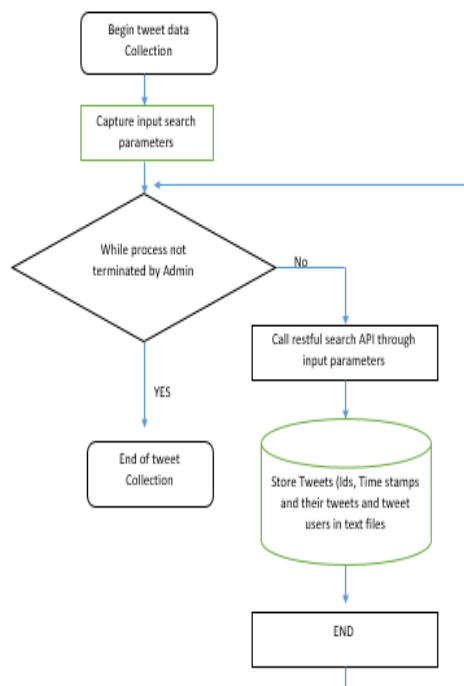 Begin tweet data
Collection
Capture input search
parameters
While process not
terminated by Admin
No
Call restful search API through
input parameters
YES
End of tweet
Collection
Store Tweets (Ids, Time stamps
and their tweets and tweet
users in text files
END